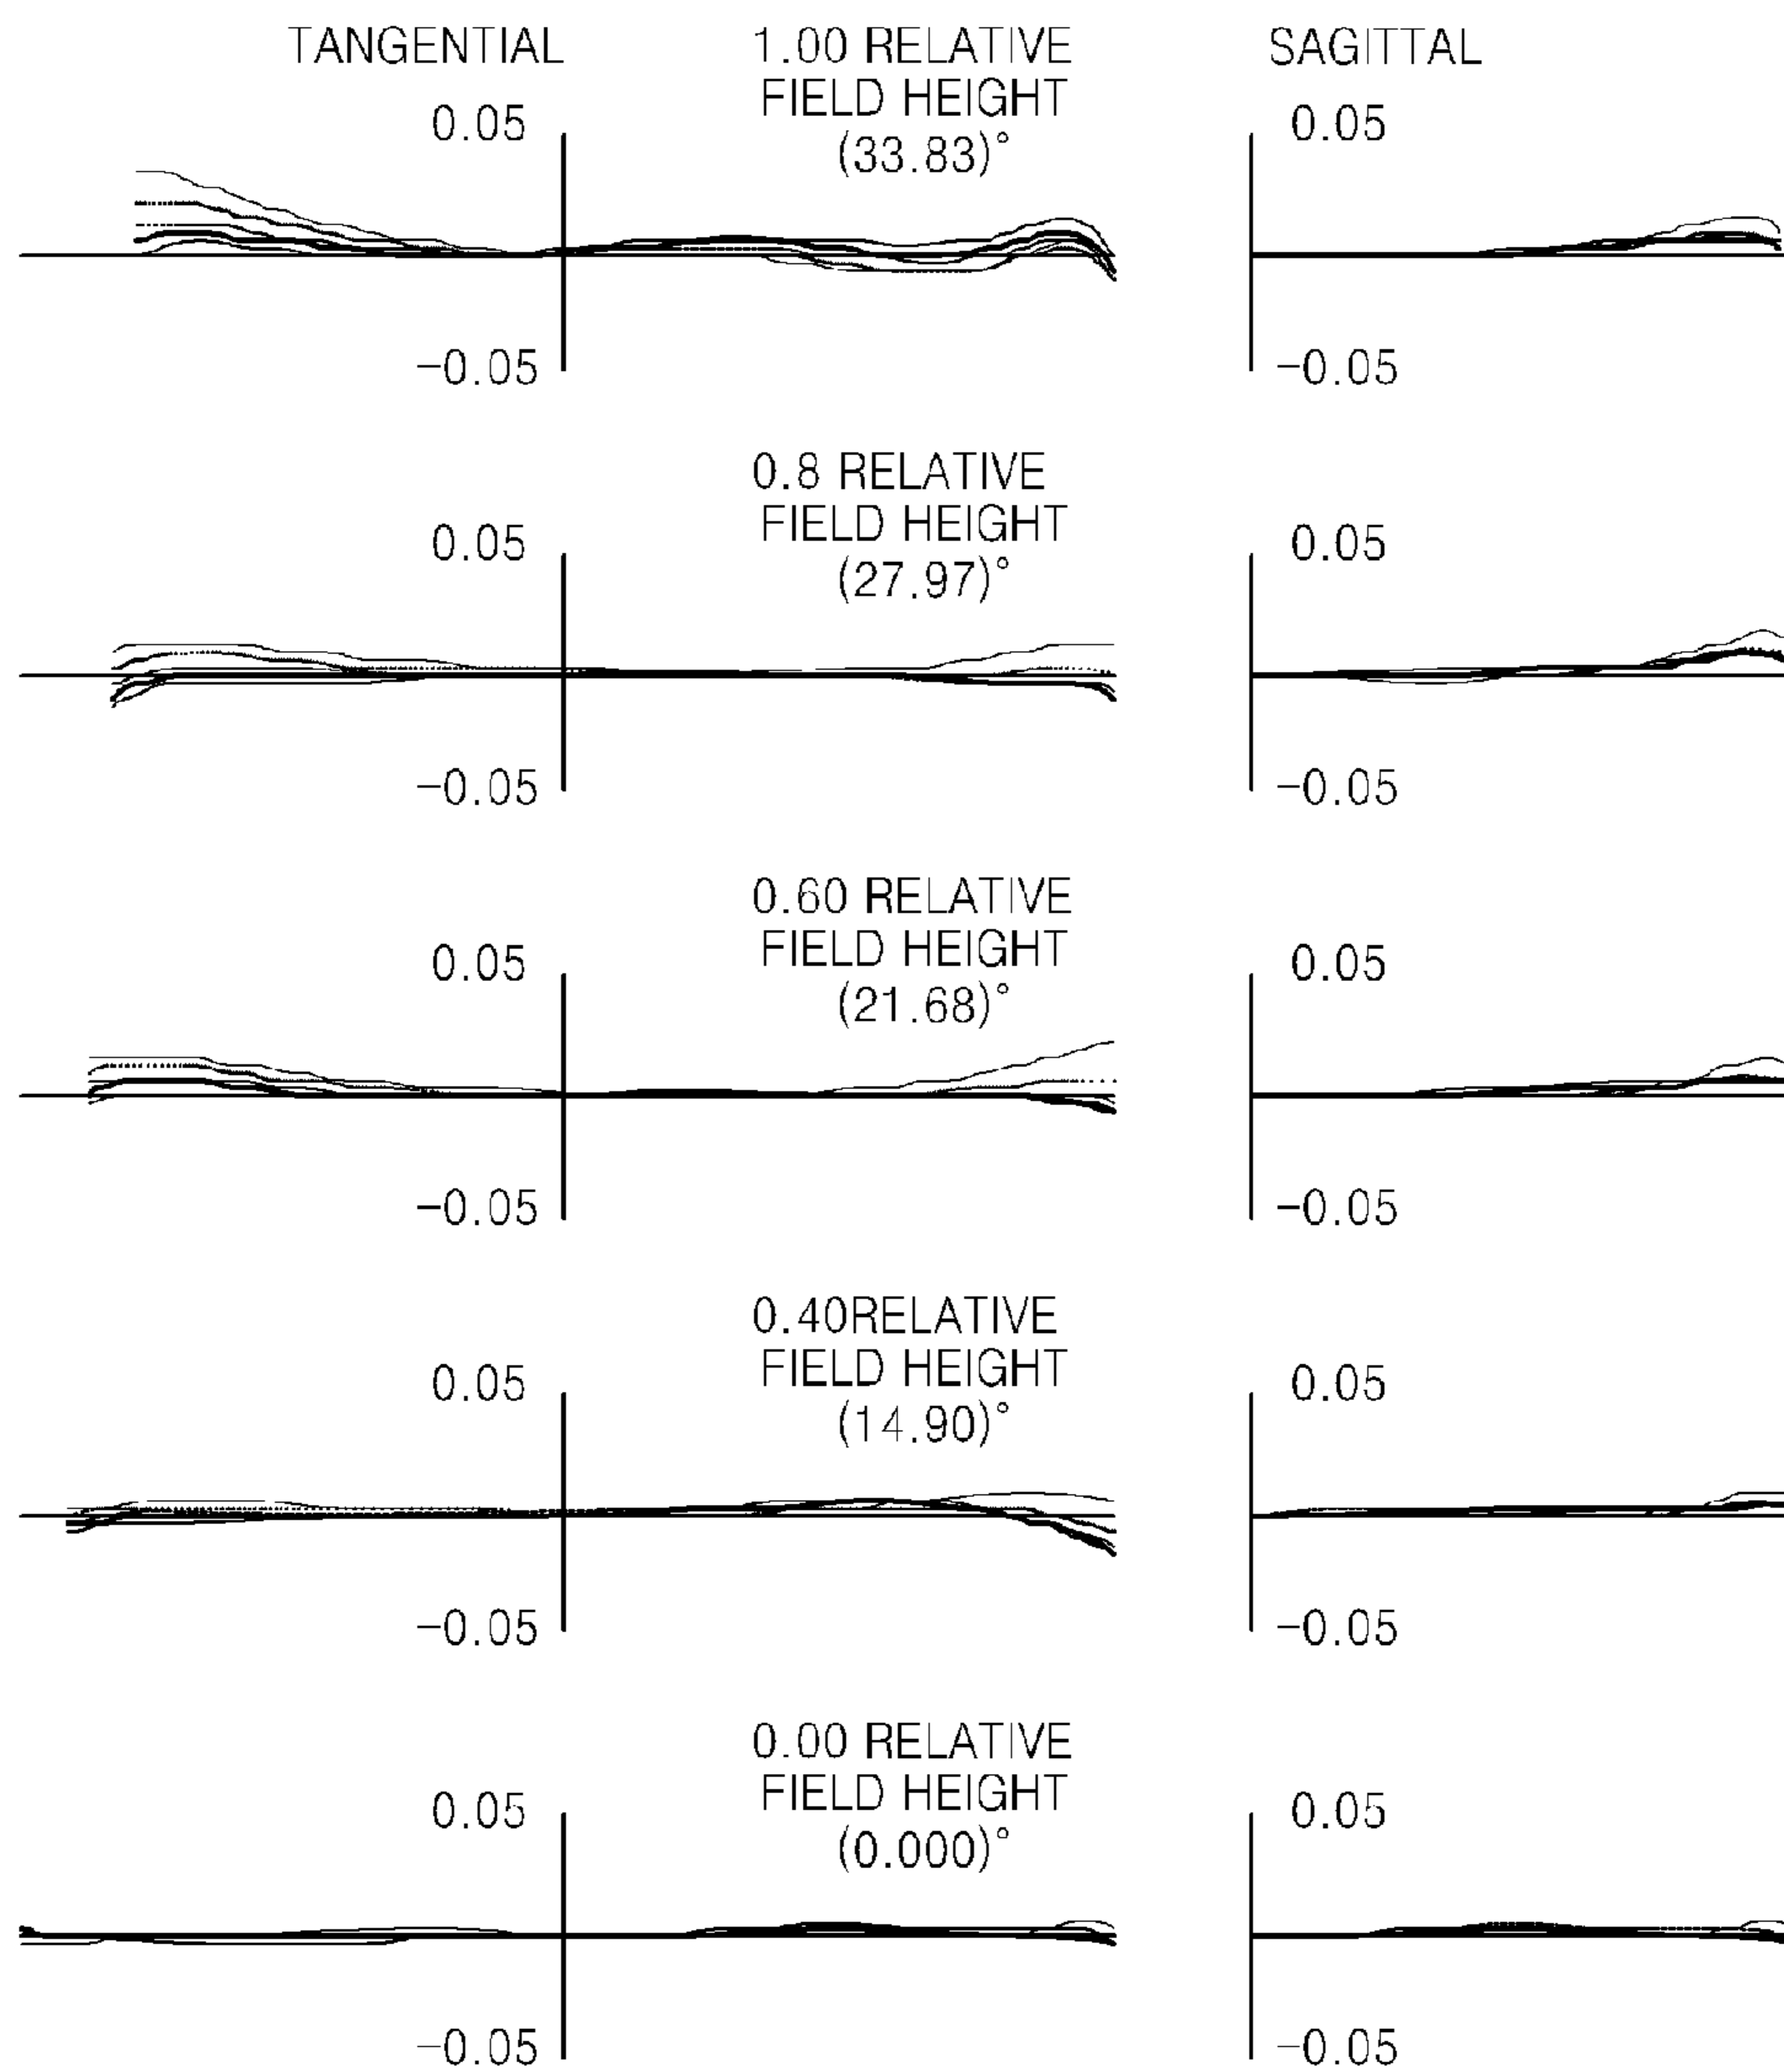 TANGENTIAL
1.00 RELATIVE
FIELD HEIGHT
(33.83)°
SAGITTAL
0.05
0.05
-0.05
-0.05
0.8 RELATIVE
FIELD HEIGHT
(27.97)°
0.05
0.05
-0.05
-0.05
0.60 RELATIVE
FIELD HEIGHT
(21.68)°
0.05
0.05
-0.05
-0.05
0.40RELATIVE
FIELD HEIGHT
(14.90)°
0.05
0.05
-0.05
-0.05
0.00 RELATIVE
FIELD HEIGHT
(0.000)°
0.05
0.05
-0.05
-0.05